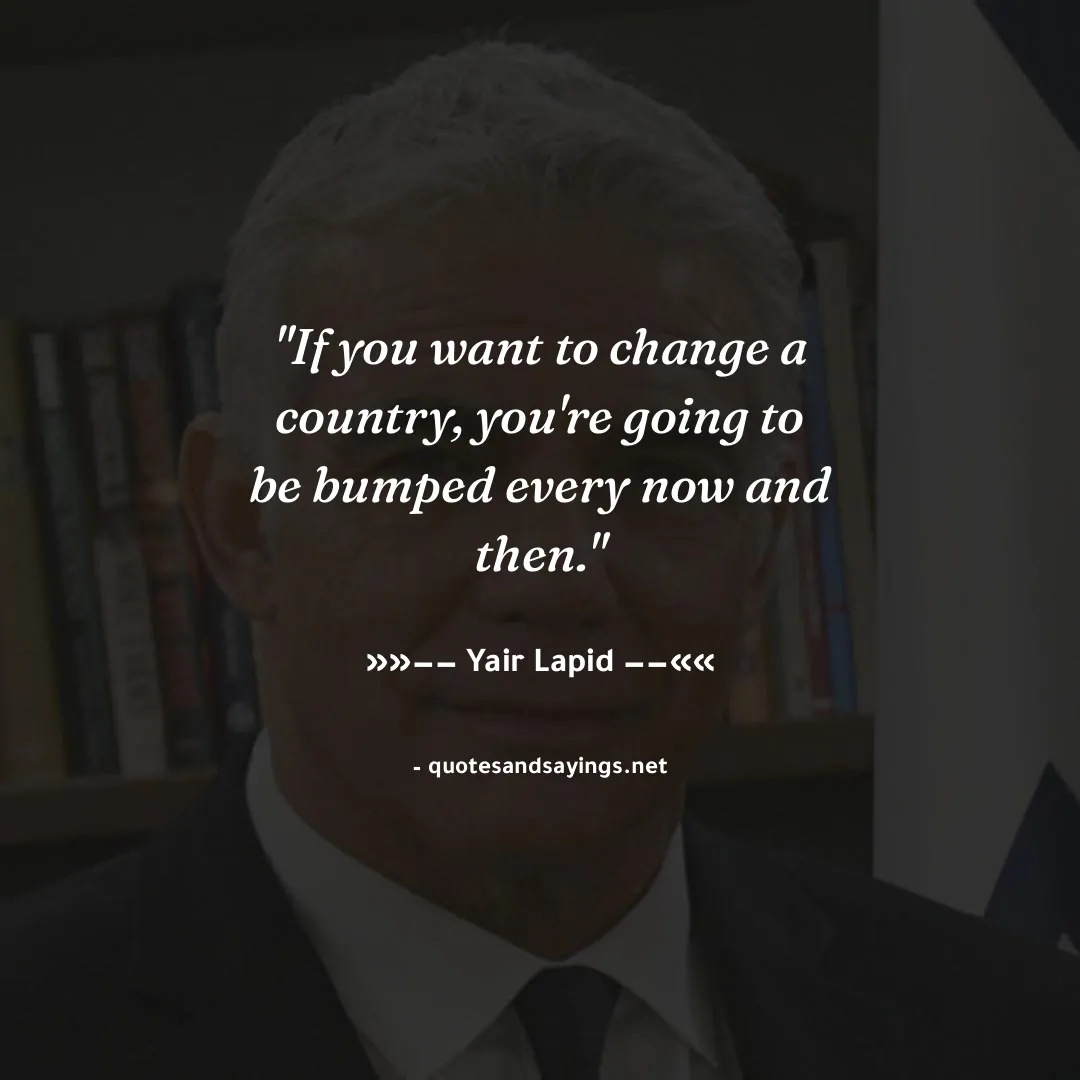 "If you want to change a
country, you're going to
be bumped every now and
then."
»»–– Yair Lapid ––««
- quotesandsayings.net